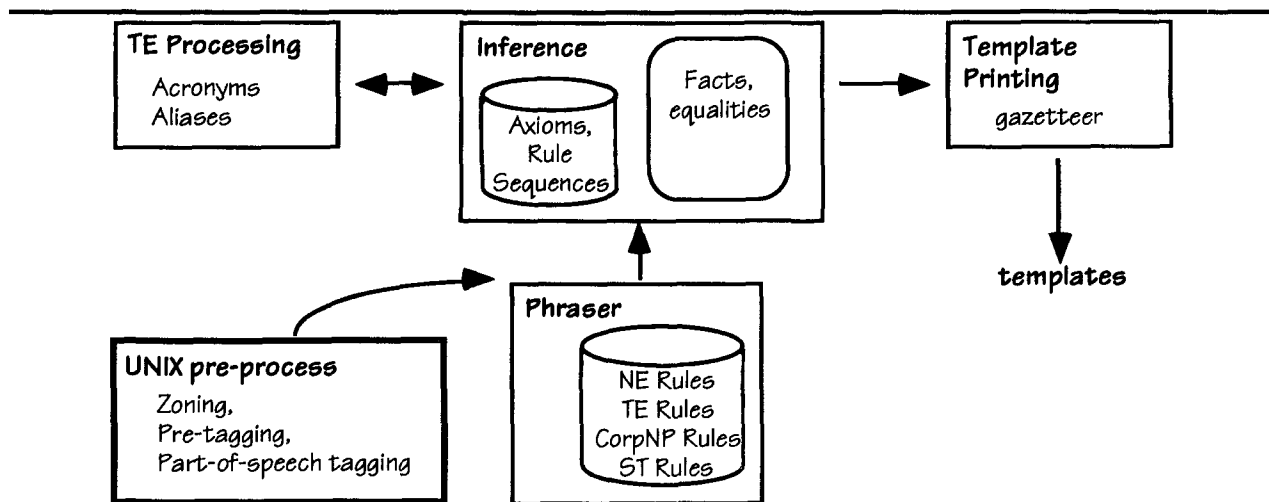 TE Processing
Acronyms
Aliases
Inference
Axioms,
Rule
Sequences
Facts,
equalities
Template
Printing
gazetteer
templates
Phraser
NE Rules
TE Rules
CorpNP Rules
ST Rules
UNIX pre-process
Zoning,
Pre-tagging,
Part-of-speech tagging